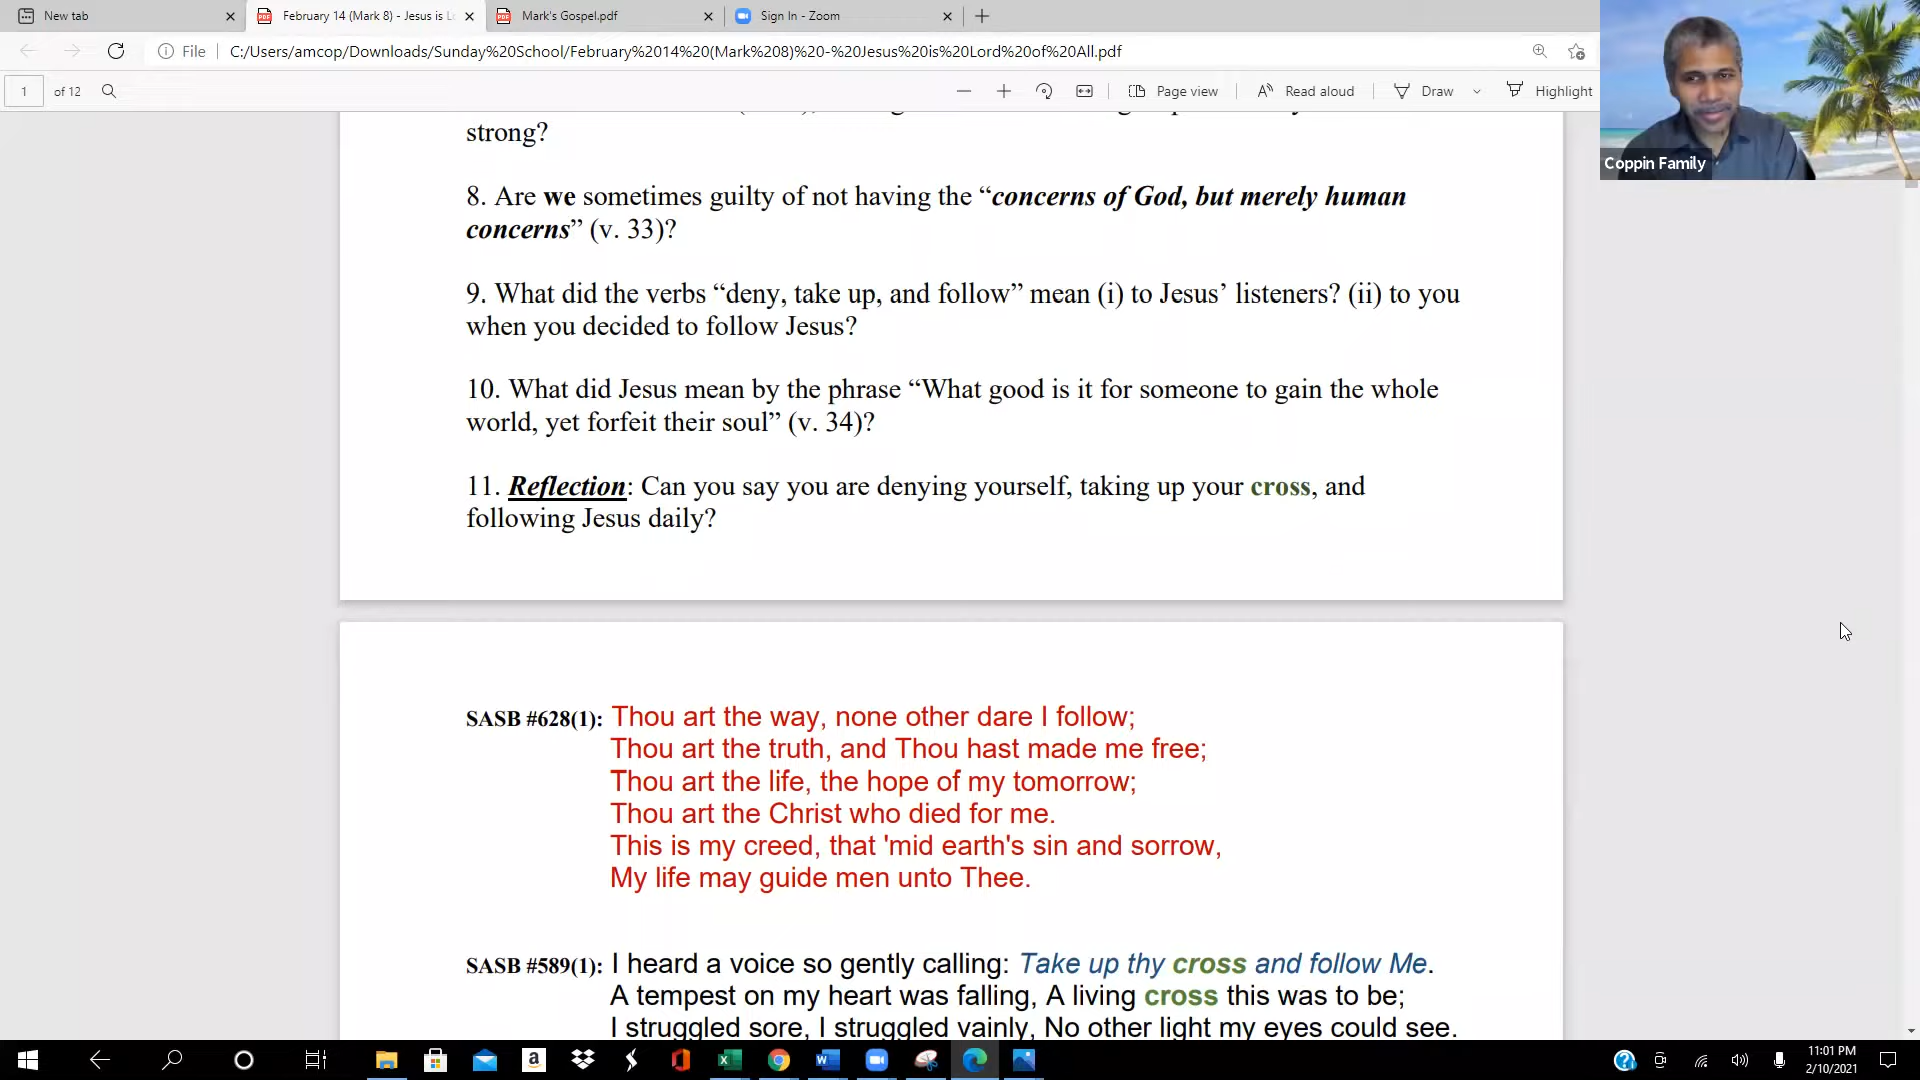 New tab
February 14 (Mark 8) - Jesus is L
Mark's Gospel.pdf
Sign In - Zoom
File
C:/Users/amcop/Downloads/Sunday%20School/February%2014%20(Mark%208)%20-%20Jesus%20is%20Lord%20of%20All.pdf
1 of 12
Page view
Read aloud
Draw
Highlight
Coppin Family
strong?
8. Are we sometimes guilty of not having the “concerns of God, but merely human
concerns” (v. 33)?
9. What did the verbs “deny, take up, and follow” mean (i) to Jesus’ listeners? (ii) to you
when you decided to follow Jesus?
10. What did Jesus mean by the phrase “What good is it for someone to gain the whole
world, yet forfeit their soul” (v. 34)?
11. Reflection: Can you say you are denying yourself, taking up your cross, and
following Jesus daily?
SASB #628(1): Thou art the way, none other dare I follow;
Thou art the truth, and Thou hast made me free;
Thou art the life, the hope of my tomorrow;
Thou art the Christ who died for me.
This is my creed, that 'mid earth's sin and sorrow,
My life may guide men unto Thee.
SASB #589(1): I heard a voice so gently calling: Take up thy cross and follow Me.
A tempest on my heart was falling, A living cross this was to be;
I struggled sore, I struggled vainly, No other light my eyes could see.
11:01 PM
2/10/2021